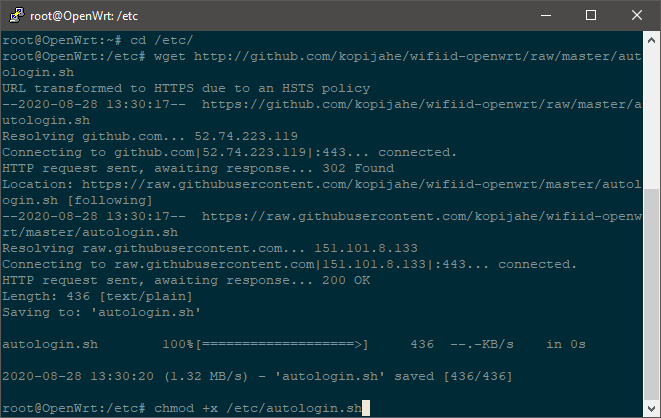 root@OpenWrt: /etc
root@OpenWrt:~# cd /etc/
root@OpenWrt:/etc# wget http://github.com/kopijahe/wifiid-openwrt/raw/master/aut
ologin.sh
URL transformed to HTTPS due to an HSTS policy
--2020-08-28 13:30:17--  https://github.com/kopijahe/wifiid-openwrt/raw/master/a
utologin.sh
Resolving github.com... 52.74.223.119
Connecting to github.com|52.74.223.119|:443... connected.
HTTP request sent, awaiting response... 302 Found
Location: https://raw.githubusercontent.com/kopijahe/wifiid-openwrt/master/autol
ogin.sh [following]
--2020-08-28 13:30:17--  https://raw.githubusercontent.com/kopijahe/wifiid-openw
rt/master/autologin.sh
Resolving raw.githubusercontent.com... 151.101.8.133
Connecting to raw.githubusercontent.com|151.101.8.133|:443... connected.
HTTP request sent, awaiting response... 200 OK
Length: 436 [text/plain]
Saving to: 'autologin.sh'
autologin.sh        100%[===================>]     436  --.-KB/s    in 0s
2020-08-28 13:30:20 (1.32 MB/s) - 'autologin.sh' saved [436/436]
root@OpenWrt:/etc# chmod +x /etc/autologin.sh